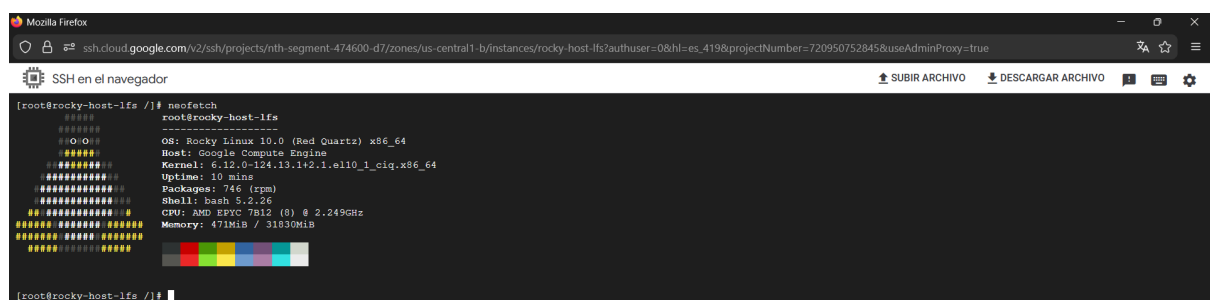 Mozilla Firefox
ssh.cloud.google.com/v2/ssh/projects/nth-segment-474600-d7/zones/us-central1-b/instances/rocky-host-lfs?authuser=0&hl=es_419&projectNumber=720950752845&useAdminProxy=true
SSH en el navegador SUBIR ARCHIVO DESCARGAR ARCHIVO
[root@rocky-host-lfs /]# neofetch
##### root@rocky-host-lfs
####### -------------------
##O#O## OS: Rocky Linux 10.0 (Red Quartz) x86_64
####### Host: Google Compute Engine
########### Kernel: 6.12.0-124.13.1+2.1.el10_1_ciq.x86_64
############# Uptime: 10 mins
############### Packages: 746 (rpm)
################ Shell: bash 5.2.26
################# CPU: AMD EPYC 7B12 (8) @ 2.249GHz
##################### Memory: 471MiB / 31830MiB
#####################
#################
[root@rocky-host-lfs /]#